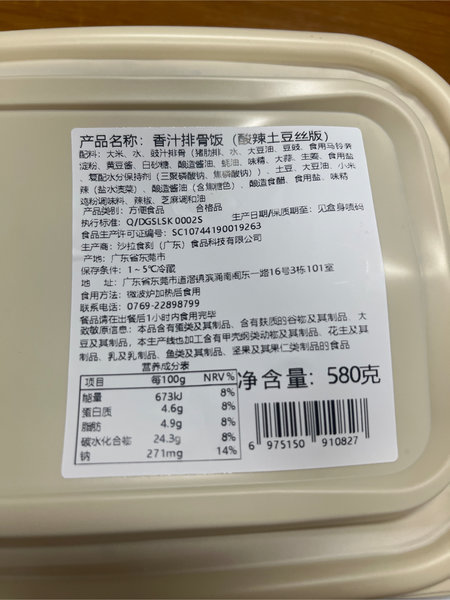 产品名称：香汁排骨饭（酸辣土豆丝版）
配料：大米、水、豉汁排骨（猪肋排、水、大豆油、豆豉、食用马铃薯
淀粉、黄豆酱、白砂糖、酿造酱油、蚝油、味精、大蒜、生姜、食用盐
、复配水分保持剂（三聚磷酸钠、焦磷酸钠））、土豆、大豆油、小米
辣（盐水渍菜）、酿造酱油（含焦糖色）、酿造食醋、食用盐、味精
鸡粉调味料、辣椒、芝麻调和油
产品类别：方便食品 合格品
执行标准：Q/DGSLSK 0002S 生产日期/保质期至：见盒身喷码
食品生产许可证编号：SC10744190019263
生产商：沙拉食刻（广东）食品科技有限公司
产地：广东省东莞市
保存条件：1~5℃冷藏
地 址：广东省东莞市道滘镇滨涌南阁东一路16号3栋101室
食用方法：微波炉加热后食用
联系电话：0769-22898799
餐品请在出餐后1小时内食用完毕
致敏原信息：本品含有蛋类及其制品、含有麸质的谷物及其制品、大
豆及其制品、本生产线也加工含有甲壳纲类动物及其制品、花生及其
制品、乳及乳制品、鱼类及其制品、坚果及其果仁类制品的食品
营养成分表
项目 每100g NRV%
能量 673kJ 8%
蛋白质 4.6g 8%
脂肪 4.9g 8%
碳水化合物 24.3g 8%
钠 271mg 14%
净含量：580克
6 975150 910827